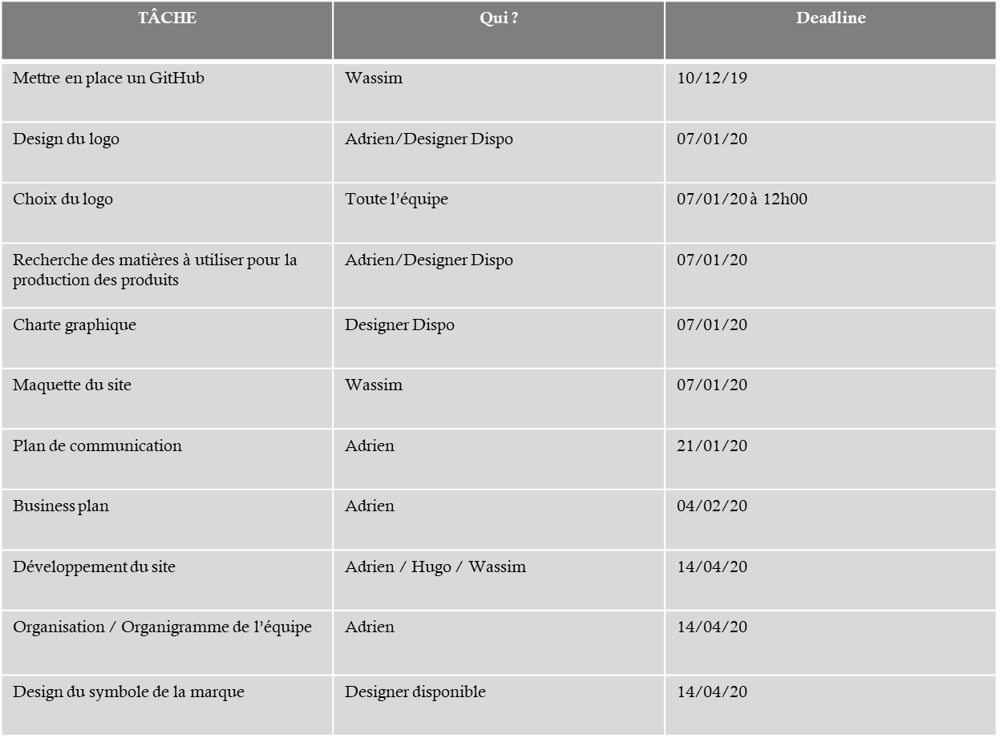 TÂCHE Qui ? Deadline
Mettre en place un GitHub Wassim 10/12/19
Design du logo Adrien/Designer Dispo 07/01/20
Choix du logo Toute l’équipe 07/01/20 à 12h00
Recherche des matières à utiliser pour la Adrien/Designer Dispo 07/01/20
production des produits
Charte graphique Designer Dispo 07/01/20
Maquette du site Wassim 07/01/20
Plan de communication Adrien 21/01/20
Business plan Adrien 04/02/20
Développement du site Adrien / Hugo / Wassim 14/04/20
Organisation / Organigramme de l’équipe Adrien 14/04/20
Design du symbole de la marque Designer disponible 14/04/20